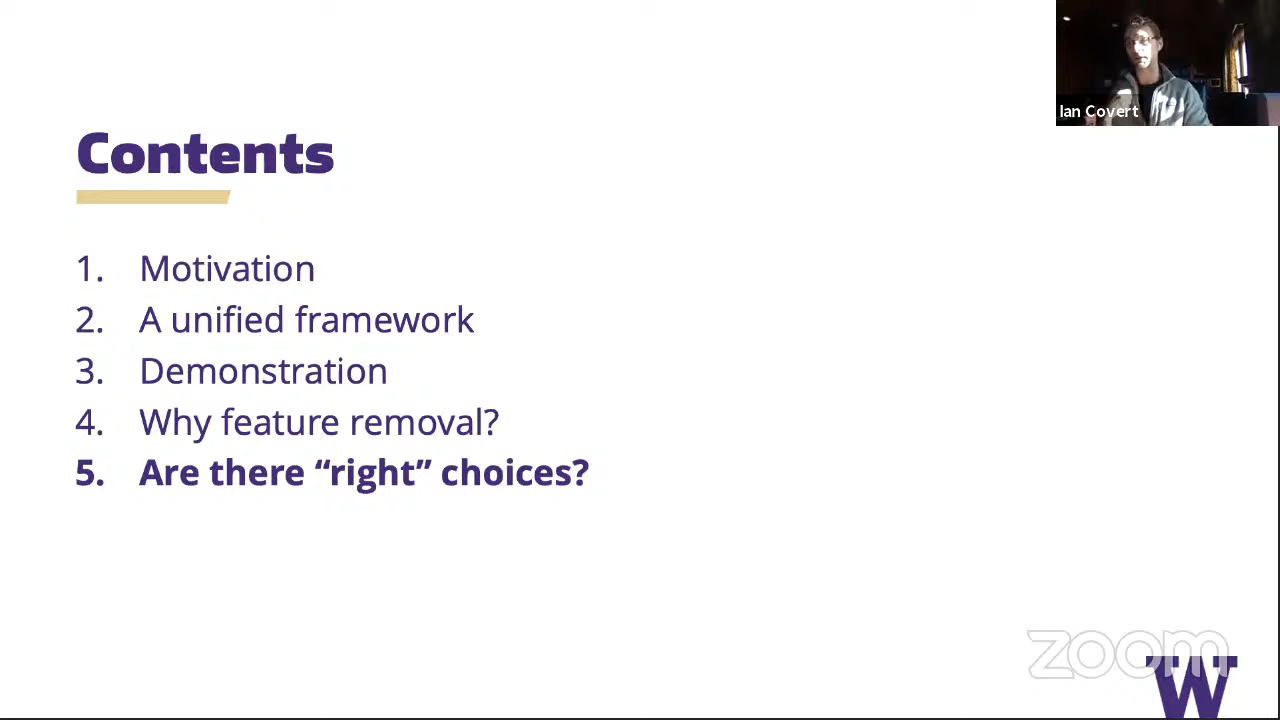 Ian Covert
Contents
1. Motivation
2. A unified framework
3. Demonstration
4. Why feature removal?
5. Are there “right” choices?
zoom
W